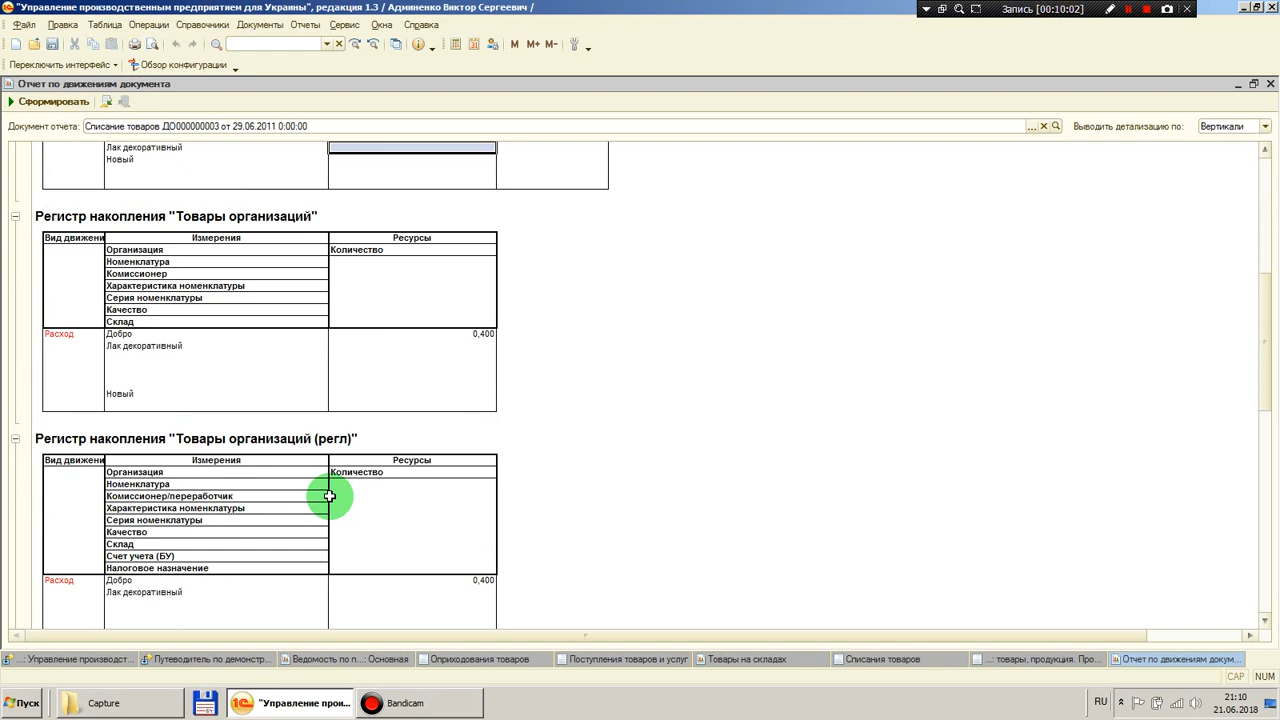 "Управление производственным предприятием для Украины", редакция 1.3 / Админенко Виктор Сергеевич /
Запись [00:10:02]
Файл Правка Таблица Операции Справочники Документы Отчеты Сервис Окна Справка
M M+ M-
Переключить интерфейс Обзор конфигурации
Отчет по движениям документа
Сформировать
Документ отчета: Списание товаров ДО000000003 от 29.06.2011 0:00:00 ... Выводить детализацию по: Вертикали
Лак декоративный
Новый
Регистр накопления "Товары организаций"
Вид движени Измерения Ресурсы
Организация Количество
Номенклатура
Комиссионер
Характеристика номенклатуры
Серия номенклатуры
Качество
Склад
Расход Добро 0,400
Лак декоративный
Новый
Регистр накопления "Товары организаций (регл)"
Вид движени Измерения Ресурсы
Организация Количество
Номенклатура
Комиссионер/переработчик
Характеристика номенклатуры
Серия номенклатуры
Качество
Склад
Счет учета (БУ)
Налоговое назначение
Расход Добро 0,400
Лак декоративный
...: Управление производст... Путеводитель по демонстр... Ведомость по п...: Основная Оприходования товаров Поступления товаров и услуг Товары на складах Списания товаров ...: товары, продукция. Про... Отчет по движениям докум...
CAP NUM
Пуск Capture "Управление прои... Bandicam RU 21:10
21.06.2018